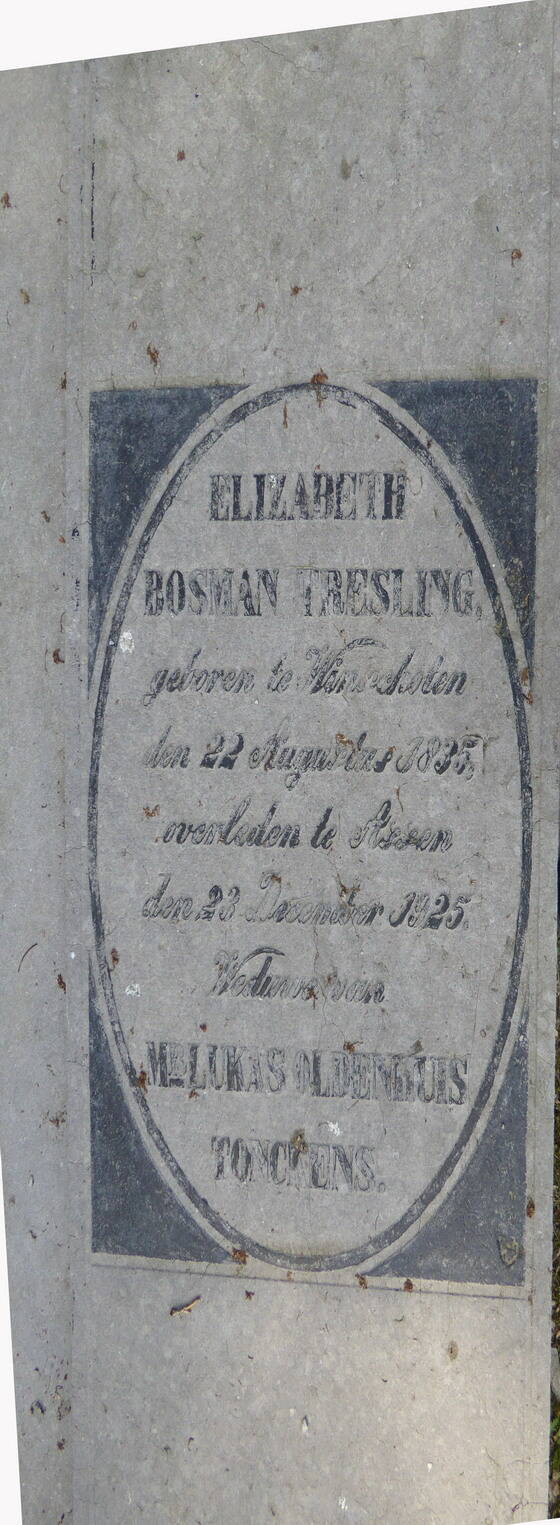 ELIZABETH
BOSMAN TRESLING,
geboren te Winschoten
den 22 Augustus 1835,
overleden te Assen
den 23 December 1925.
Weduwe van
Mr. LUKAS OLDENHUIS
TONCKENS.